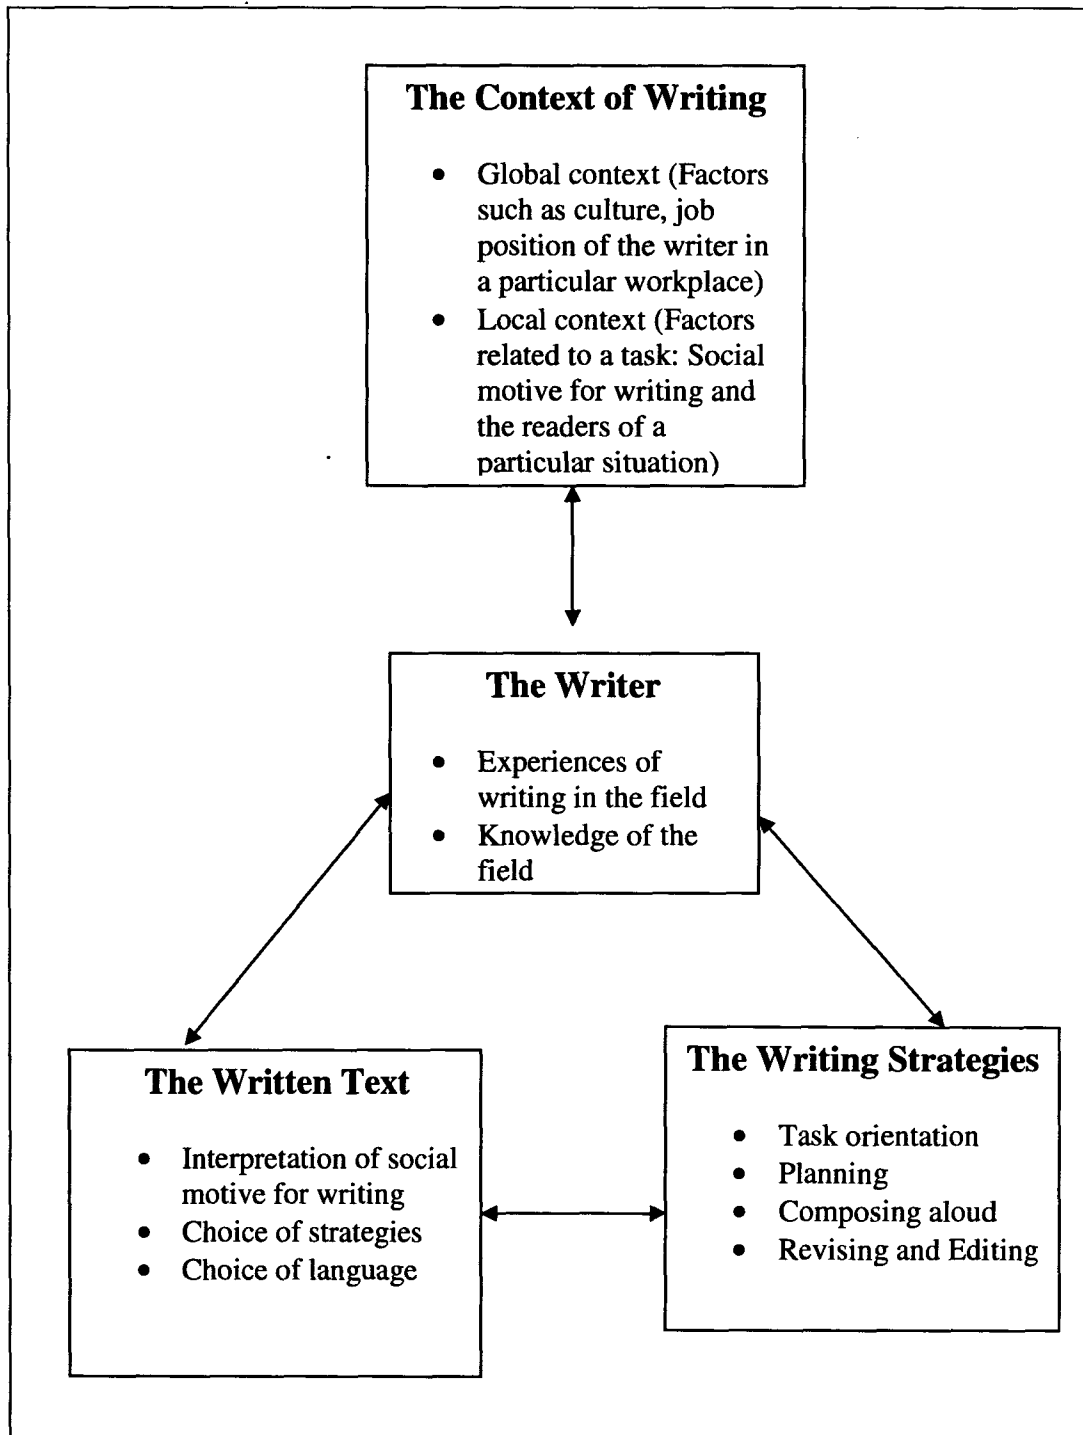 The Context of Writing
• Global context (Factors
such as culture, job
position of the writer in
a particular workplace)
• Local context (Factors
related to a task: Social
motive for writing and
the readers of a
particular situation)
The Writer
• Experiences of
writing in the field
• Knowledge of the
field
The Written Text
• Interpretation of social
motive for writing
• Choice of strategies
• Choice of language
The Writing Strategies
• Task orientation
• Planning
• Composing aloud
• Revising and Editing